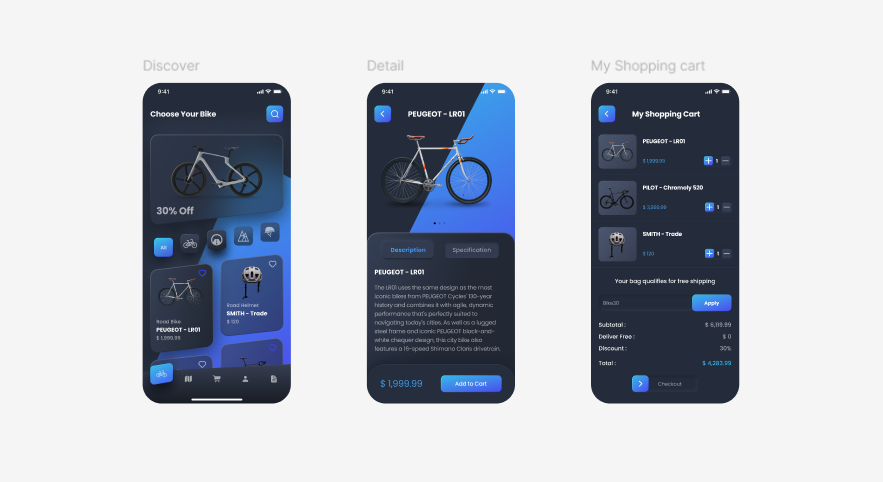 Discover
9:41
Choose Your Bike
30% Off
All
Road Bike
PEUGEOT - LR01
$ 1,999.99
Road Helmet
SMITH - Trade
$ 120
Detail
9:41
PEUGEOT - LR01
Description
Specification
PEUGEOT - LR01
The LR01 uses the same design as the most
iconic bikes from PEUGEOT Cycles' 130-year
history and combines it with agile, dynamic
performance that's perfectly suited to
navigating today's cities. As well as a lugged
steel frame and iconic PEUGEOT black-and-
white chequer design, this city bike also
features a 16-speed Shimano Claris drivetrain.
$ 1,999.99
Add to Cart
My Shopping cart
9:41
My Shopping Cart
PEUGEOT - LR01
$ 1,999.99
1
PILOT - Chromoly 520
$ 3,999.99
1
SMITH - Trade
$ 120
1
Your bag qualifies for free shipping
Bike30
Apply
Subtotal :
$ 6,119.99
Deliver Free :
$ 0
Discount :
30%
Total :
$ 4,283.99
Checkout